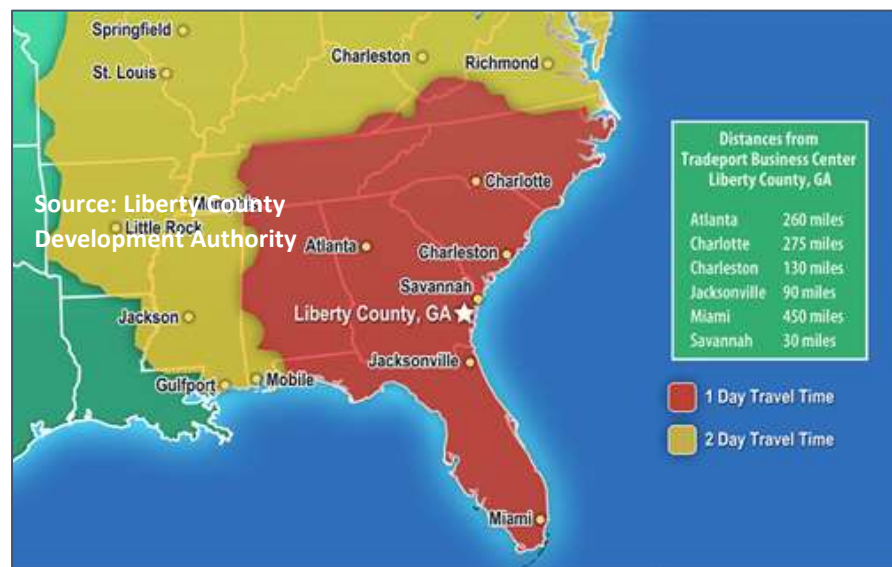 Springfield
St. Louis
Charleston
Richmond
Charlotte
Memphis
Source: Liberty County
Development Authority
Little Rock
Atlanta
Charleston
Savannah
Liberty County, GA
Jackson
Jacksonville
Gulfport
Mobile
Miami
Distances from
Tradeport Business Center
Liberty County, GA
Atlanta 260 miles
Charlotte 275 miles
Charleston 130 miles
Jacksonville 90 miles
Miami 450 miles
Savannah 30 miles
1 Day Travel Time
2 Day Travel Time